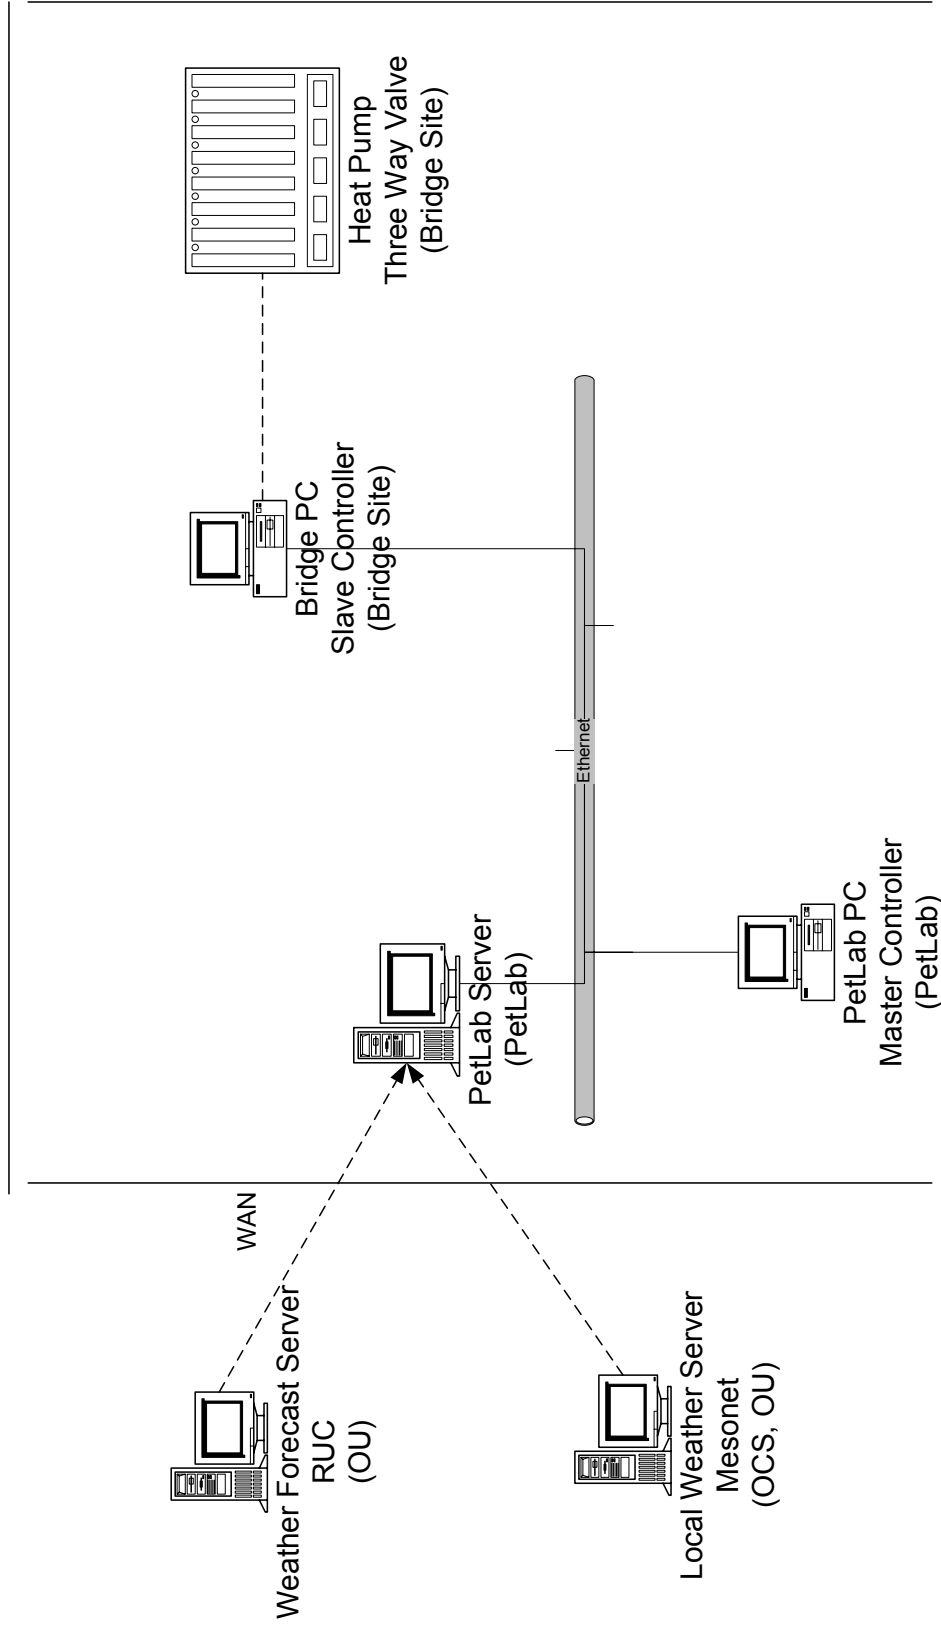 Heat Pump
Three Way Valve
(Bridge Site)
Bridge PC
Slave Controller
(Bridge Site)
Ethernet
PetLab Server
(PetLab)
PetLab PC
Master Controller
(PetLab)
WAN
Weather Forecast Server
RUC
(OU)
Local Weather Server
Mesonet
(OCS, OU)